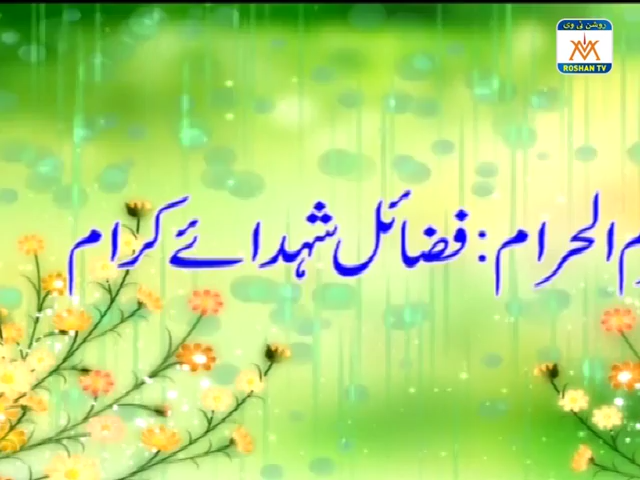 روشن ٹی وی
ROSHAN TV
م الحرام : فضائل شہدائے کرام